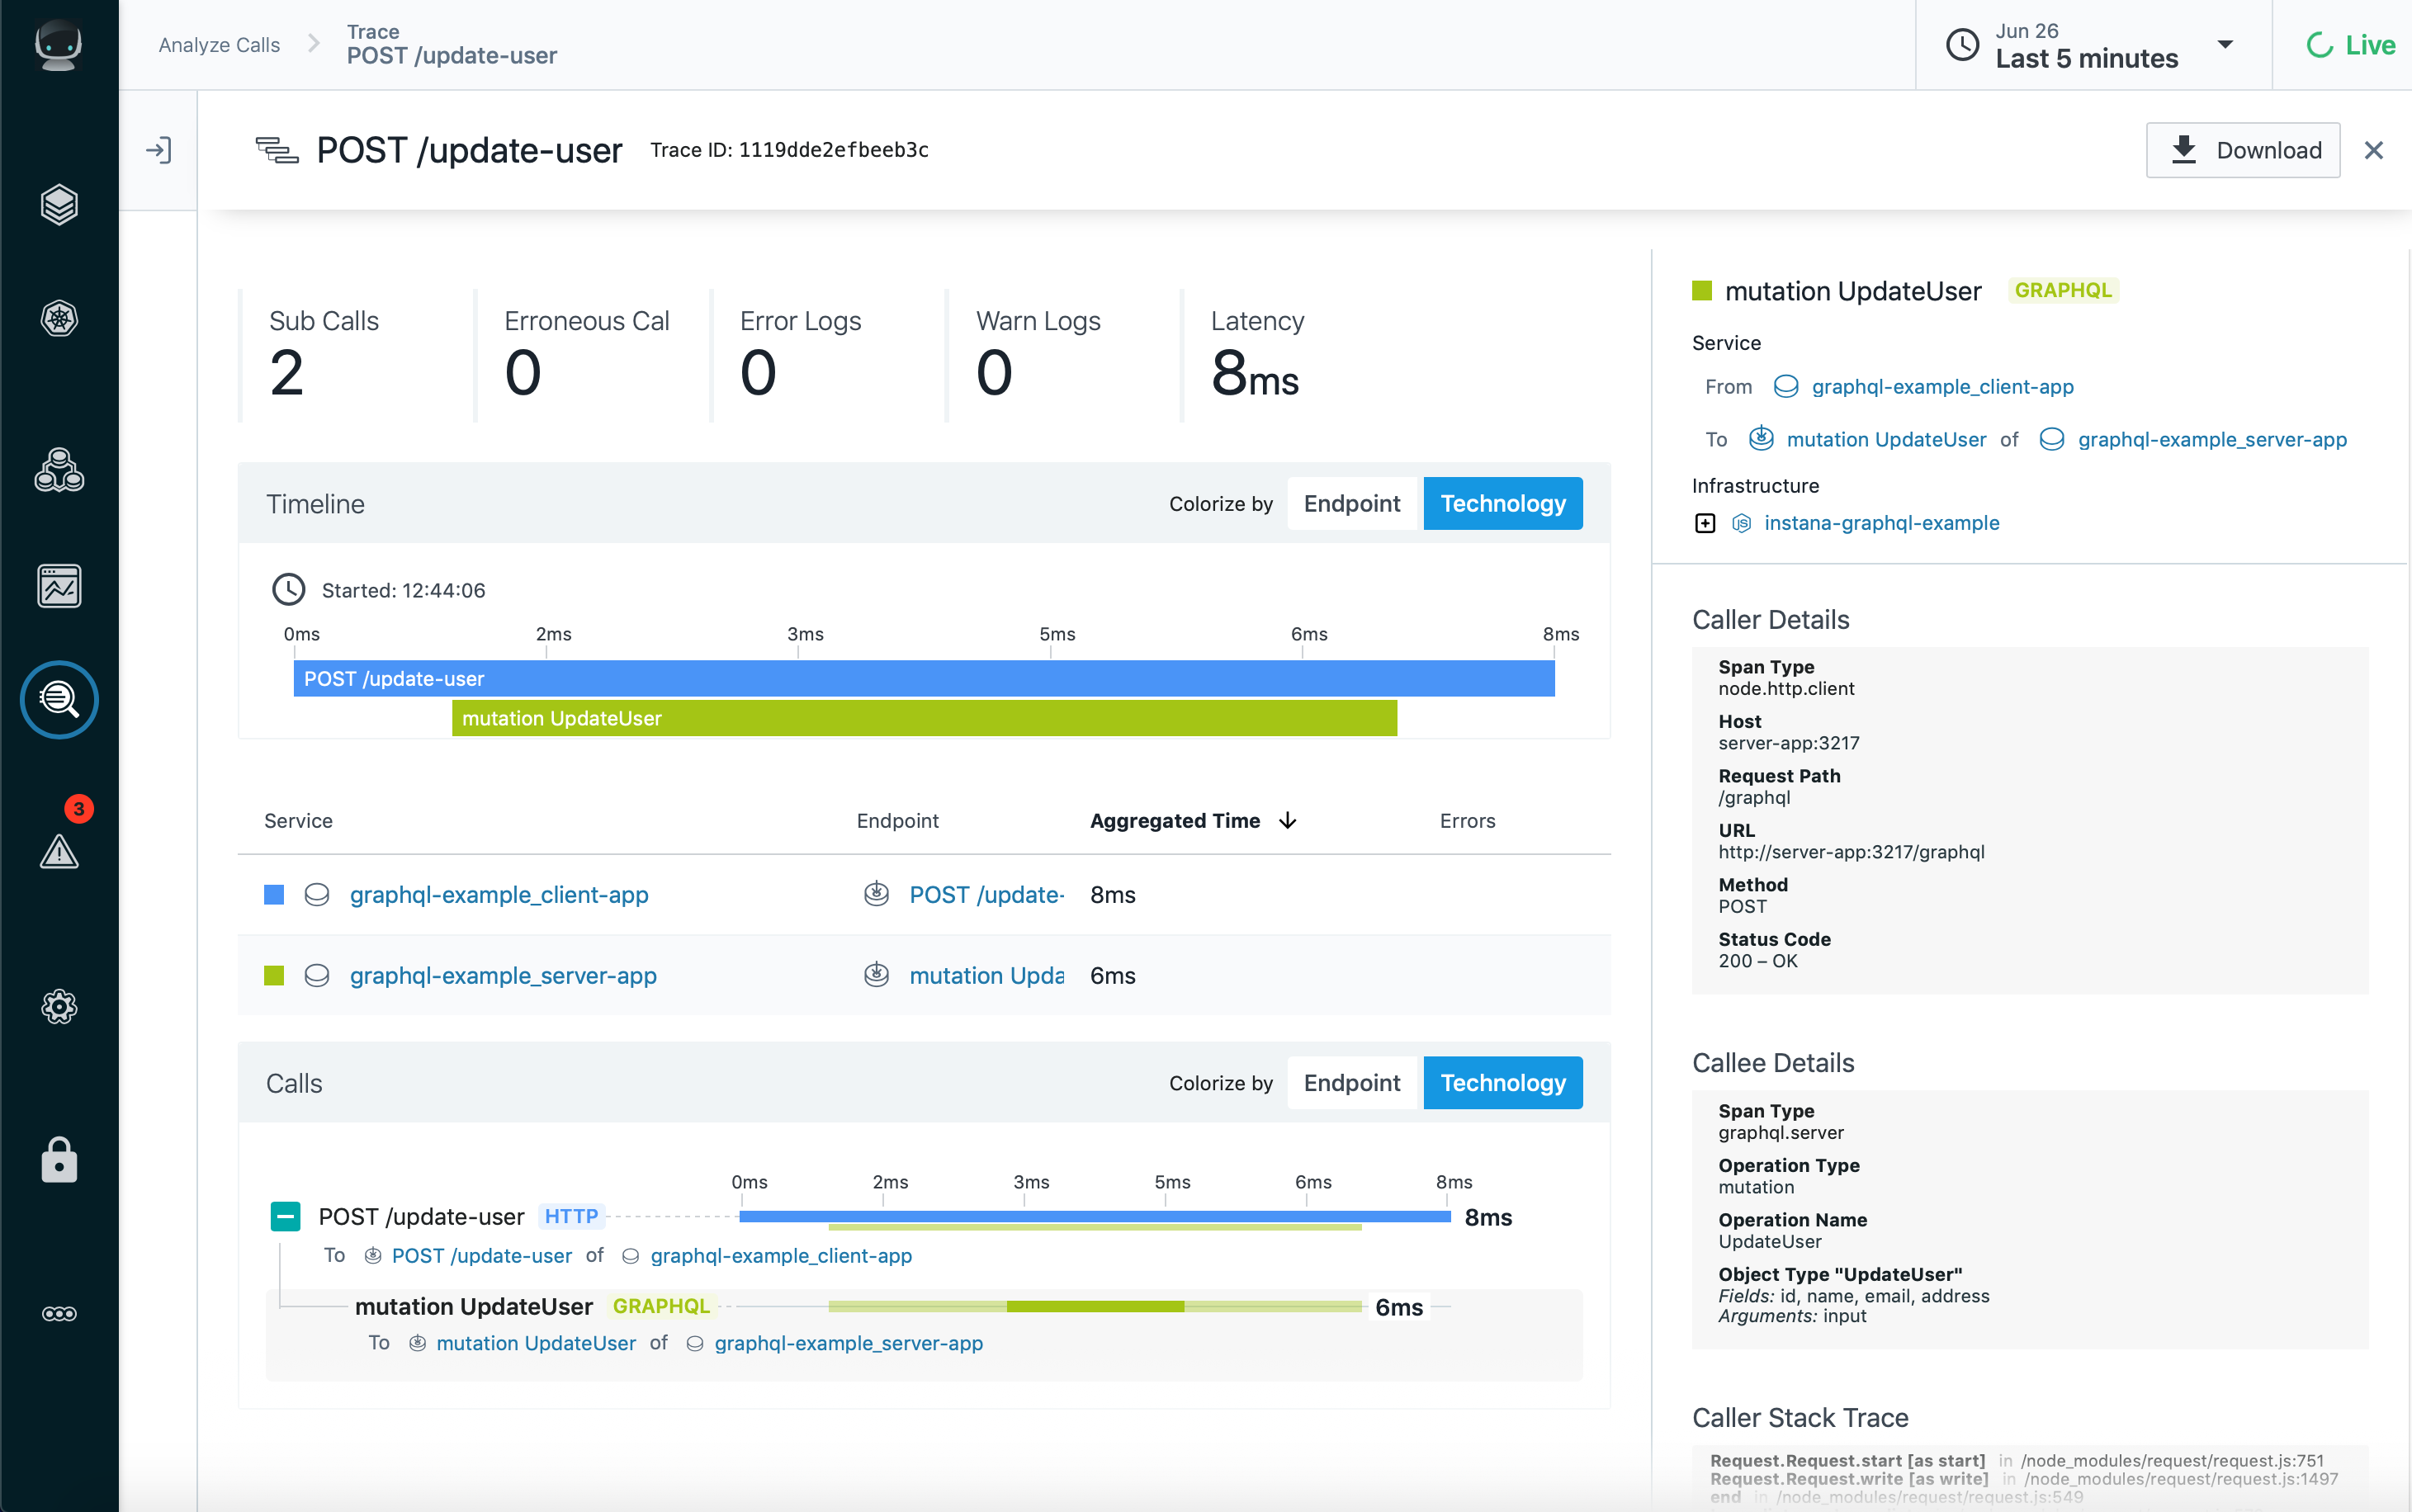 Analyze Calls
Trace
POST /update-user
Jun 26
Last 5 minutes
Live
POST /update-user
Trace ID: 1119dde2efbeeb3c
Download
Sub Calls
2
Erroneous Cal
0
Error Logs
0
Warn Logs
0
Latency
8ms
Timeline
Colorize by
Endpoint
Technology
Started: 12:44:06
0ms 2ms 3ms 5ms 6ms 8ms
POST /update-user
mutation UpdateUser
Service Endpoint Aggregated Time Errors
graphql-example_client-app POST /update- 8ms
graphql-example_server-app mutation Upda 6ms
3
Calls
Colorize by
Endpoint
Technology
0ms 2ms 3ms 5ms 6ms 8ms
POST /update-user HTTP 8ms
To POST /update-user of graphql-example_client-app
mutation UpdateUser GRAPHQL 6ms
To mutation UpdateUser of graphql-example_server-app
mutation UpdateUser GRAPHQL
Service
From graphql-example_client-app
To mutation UpdateUser of graphql-example_server-app
Infrastructure
JS instana-graphql-example
Caller Details
Span Type
node.http.client
Host
server-app:3217
Request Path
/graphql
URL
http://server-app:3217/graphql
Method
POST
Status Code
200 – OK
Callee Details
Span Type
graphql.server
Operation Type
mutation
Operation Name
UpdateUser
Object Type "UpdateUser"
Fields: id, name, email, address
Arguments: input
Caller Stack Trace
Request.Request.start [as start] in /node_modules/request/request.js:751
Request.Request.write [as write] in /node_modules/request/request.js:1497
end in /node_modules/request/request.js:549